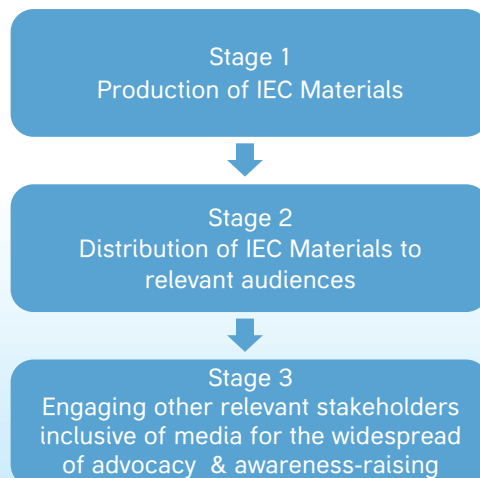 Stage 1
Production of IEC Materials
Stage 2
Distribution of IEC Materials to
relevant audiences
Stage 3
Engaging other relevant stakeholders
inclusive of media for the widespread
of advocacy & awareness-raising